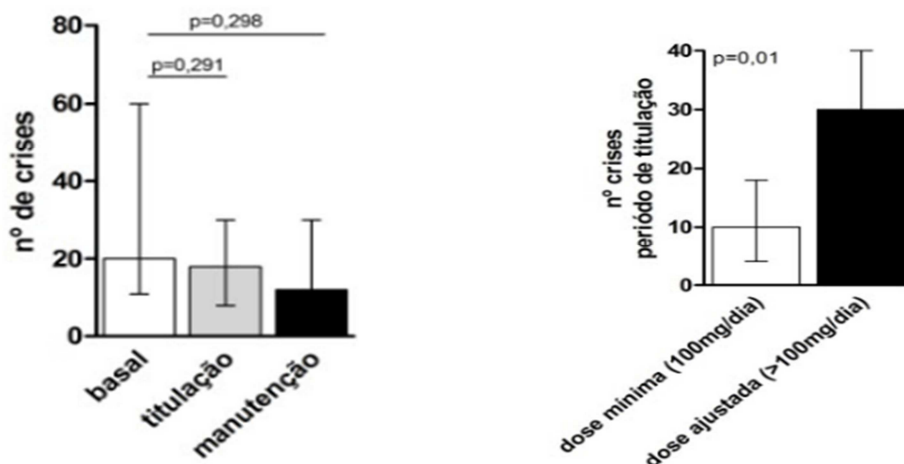 nº de crises
80
60
40
20
0
p=0,298
p=0,291
basal
titulação
manutenção
nº crises
periódo de titulação
40
30
20
10
0
p=0,01
dose mínima (100mg/dia)
dose ajustada (>100mg/dia)